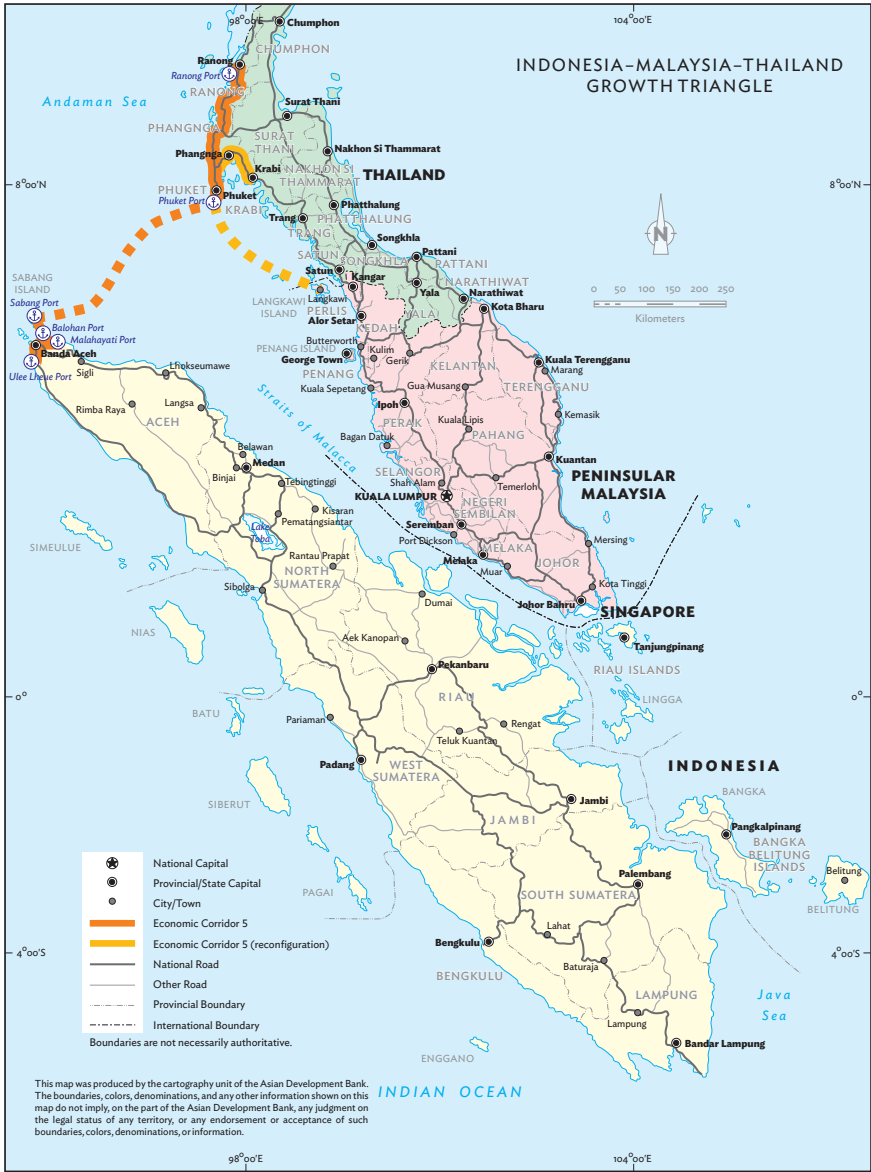 98°00'E
104°00'E
Chumphon
CHUMPHON
INDONESIA–MALAYSIA–THAILAND
GROWTH TRIANGLE
Ranong
Ranong Port
RANONG
Andaman Sea
Surat Thani
PHANGNGA
SURAT
THANI
Nakhon Si Thammarat
Phangnga
Krabi
NAKHON SI
THAMMARAT
THAILAND
8°00'N
8°00'N
PHUKET
Phuket
Phuket Port
KRABI
Phatthalung
PHATTHALUNG
Trang
TRANG
N
Songkhla
SATUN
SONGKHLA
Pattani
PATTANI
Satun
Kangar
SABANG
ISLAND
Langkawi
LANGKAWI
ISLAND
PERLIS
Yala
YALA
NARATHIWAT
Narathiwat
Kota Bharu
0 50 100 150 200 250
Kilometers
Sabang Port
Balohan Port
Malahayati Port
Alor Setar
KEDAH
Banda Aceh
Ulee Lheue Port
Sigli
Lhokseumawe
Butterworth
PENANG ISLAND
George Town
PENANG
Kulim
Gerik
KELANTAN
Kuala Terengganu
Marang
TERENGGANU
Kuala Sepetang
Gua Musang
Rimba Raya
Langsa
ACEH
Straits of Malacca
Ipoh
PERAK
Kemasik
Kuala Lipis
PAHANG
Bagan Datuk
Belawan
Medan
Binjai
Tebingtinggi
Kuantan
SELANGOR
Shah Alam
Temerloh
PENINSULAR
MALAYSIA
KUALA LUMPUR
NEGERI
SEMBILAN
Kisaran
Pematangsiantar
Lake
Toba
Seremban
Port Dickson
SIMEULUE
Mersing
Melaka
MELAKA
Rantau Prapat
NORTH
SUMATERA
Muar
JOHOR
Sibolga
Kota Tinggi
Dumai
Johor Bahru
SINGAPORE
NIAS
Aek Kanopan
Tanjungpinang
Pekanbaru
RIAU ISLANDS
0°
0°
RIAU
LINGGA
BATU
Pariaman
Rengat
Teluk Kuantan
Padang
WEST
SUMATERA
INDONESIA
SIBERUT
Jambi
JAMBI
BANGKA
Pangkalpinang
BANGKA
BELITUNG
ISLANDS
Belitung
BELITUNG
National Capital
Provincial/State Capital
City/Town
Economic Corridor 5
Economic Corridor 5 (reconfiguration)
National Road
Other Road
Provincial Boundary
International Boundary
Boundaries are not necessarily authoritative.
PAGAI
Palembang
SOUTH SUMATERA
Lahat
Bengkulu
4°00'S
4°00'S
Baturaja
BENGKULU
LAMPUNG
Lampung
Java
Sea
Bandar Lampung
ENGGANO
INDIAN OCEAN
This map was produced by the cartography unit of the Asian Development Bank.
The boundaries, colors, denominations, and any other information shown on this
map do not imply, on the part of the Asian Development Bank, any judgment on
the legal status of any territory, or any endorsement or acceptance of such
boundaries, colors, denominations, or information.
98°00'E
104°00'E